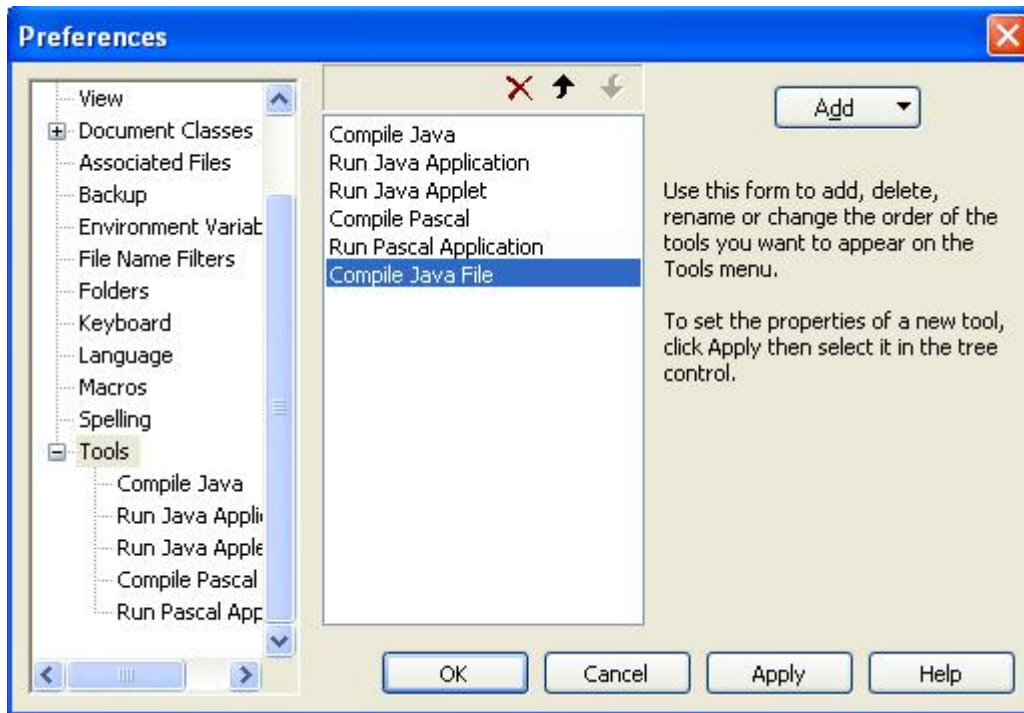 Preferences
View
Document Classes
Associated Files
Backup
Environment Variab
File Name Filters
Folders
Keyboard
Language
Macros
Spelling
Tools
Compile Java
Run Java Appli
Run Java Apple
Compile Pascal
Run Pascal App
Compile Java
Run Java Application
Run Java Applet
Compile Pascal
Run Pascal Application
Compile Java File
Add
Use this form to add, delete,
rename or change the order of the
tools you want to appear on the
Tools menu.
To set the properties of a new tool,
click Apply then select it in the tree
control.
OK
Cancel
Apply
Help